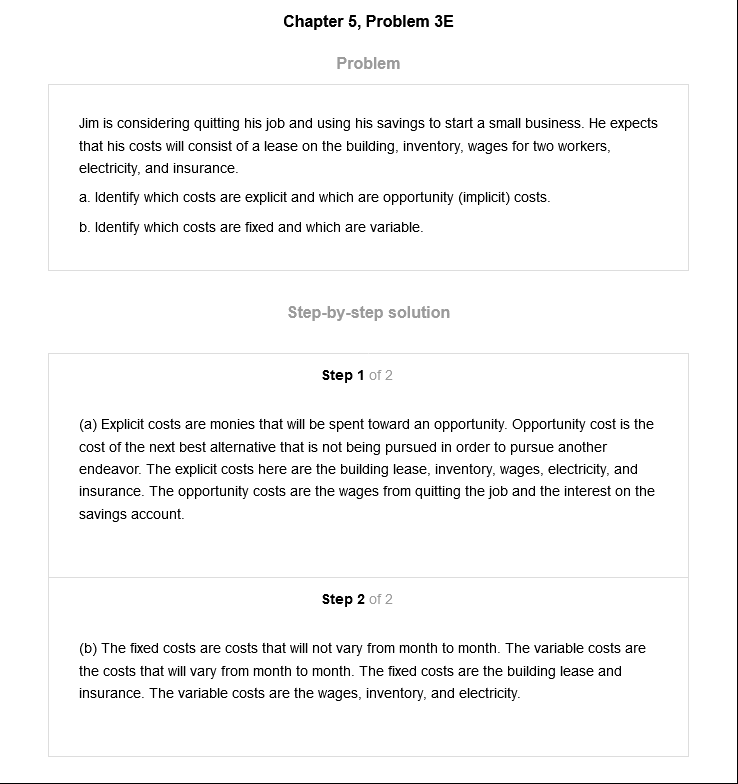 Chapter 5, Problem 3E
Problem
Jim is considering quitting his job and using his savings to start a small business. He expects
that his costs will consist of a lease on the building, inventory, wages for two workers,
electricity, and insurance.
a. Identify which costs are explicit and which are opportunity (implicit) costs.
b. Identify which costs are fixed and which are variable.
Step-by-step solution
Step 1 of 2
(a) Explicit costs are monies that will be spent toward an opportunity. Opportunity cost is the
cost of the next best alternative that is not being pursued in order to pursue another
endeavor. The explicit costs here are the building lease, inventory, wages, electricity, and
insurance. The opportunity costs are the wages from quitting the job and the interest on the
savings account.
Step 2 of 2
(b) The fixed costs are costs that will not vary from month to month. The variable costs are
the costs that will vary from month to month. The fixed costs are the building lease and
insurance. The variable costs are the wages, inventory, and electricity.